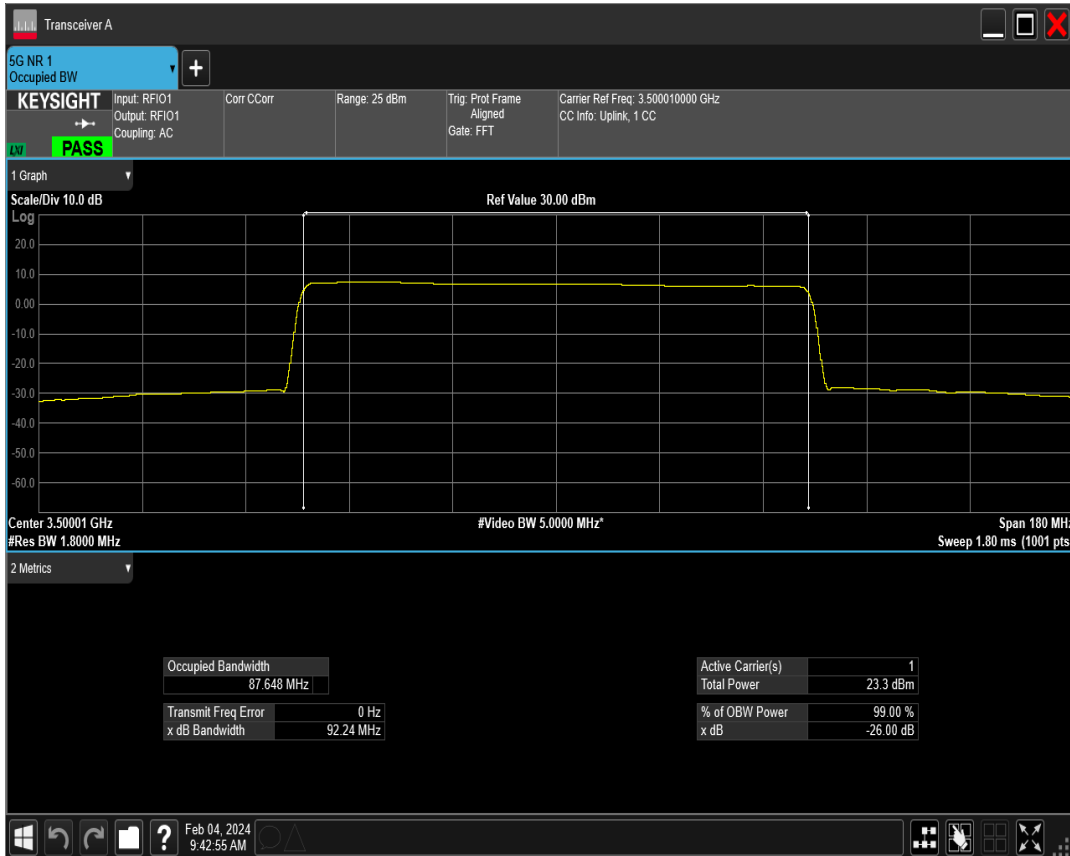 Transceiver A
5G NR 1
Occupied BW
KEYSIGHT
LXI
PASS
Input: RFIO1
Output: RFIO1
Coupling: AC
Corr CCorr
Range: 25 dBm
Trig: Prot Frame
Aligned
Gate: FFT
Carrier Ref Freq: 3.500010000 GHz
CC Info: Uplink, 1 CC
1 Graph
Scale/Div 10.0 dB
Ref Value 30.00 dBm
Log
20.0
10.0
0.00
-10.0
-20.0
-30.0
-40.0
-50.0
-60.0
Center 3.50001 GHz
#Video BW 5.0000 MHz*
Span 180 MHz
#Res BW 1.8000 MHz
Sweep 1.80 ms (1001 pts
2 Metrics
Occupied Bandwidth
87.648 MHz
Transmit Freq Error 0 Hz
x dB Bandwidth 92.24 MHz
Active Carrier(s) 1
Total Power 23.3 dBm
% of OBW Power 99.00 %
x dB -26.00 dB
?
Feb 04, 2024
9:42:55 AM